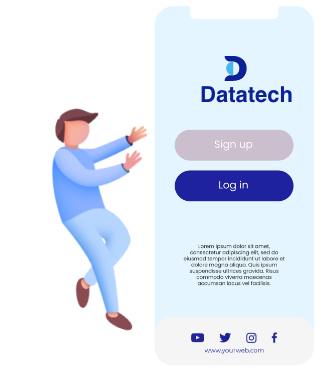 Datatech
Sign up
Log in
Lorem ipsum dolor sit amet,
consectetur adipiscing elit, sed do
eiusmod tempor incididunt ut labore et
dolore magna aliqua. Quis ipsum
suspendisse ultrices gravida. Risus
commodo viverra maecenas
accumsan lacus vel facilisis.
www.yourweb.com